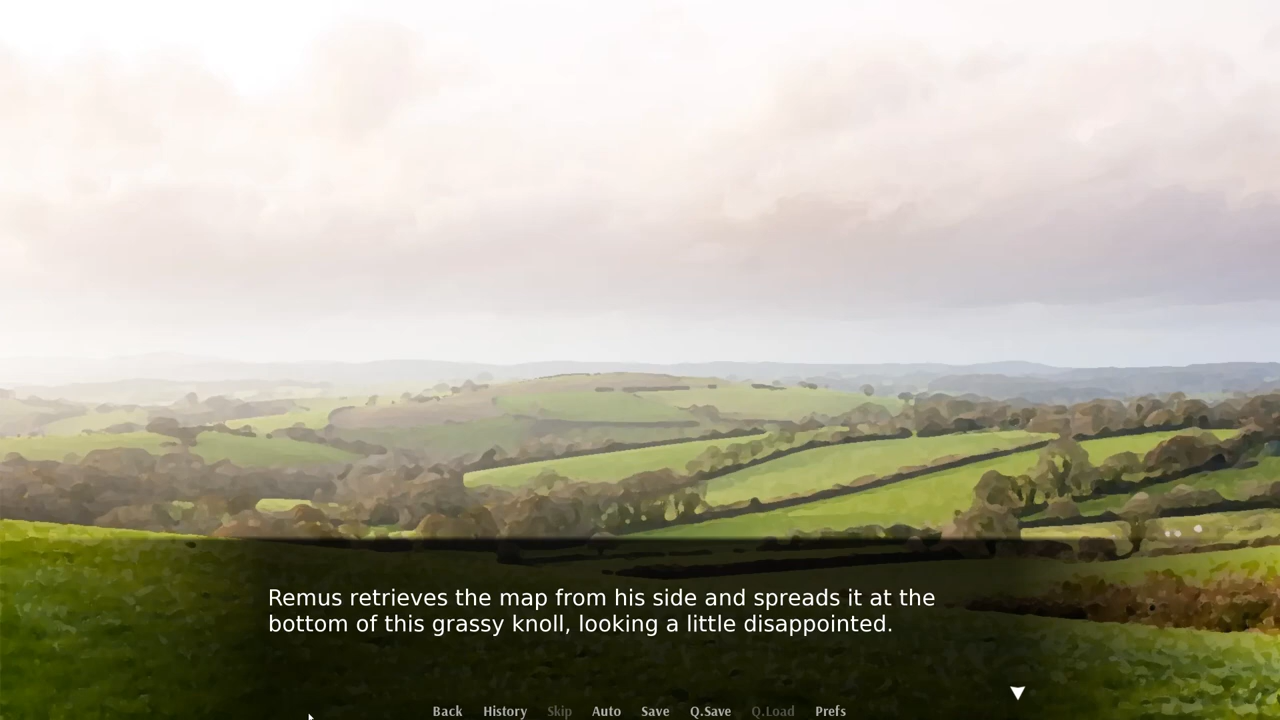 Remus retrieves the map from his side and spreads it at the
bottom of this grassy knoll, looking a little disappointed.
Back History Skip Auto Save Q.Save Q.Load Prefs